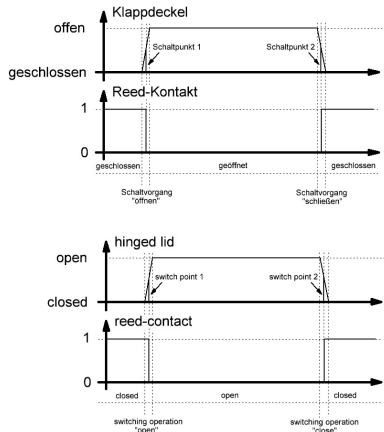 Klappdeckel
offen
Schaltpunkt 1
Schaltpunkt 2
geschlossen
Reed-Kontakt
1
0
geschlossen
geöffnet
geschlossen
Schaltvorgang
"öffnen"
Schaltvorgang
"schließen"
hinged lid
open
switch point 1
switch point 2
closed
reed-contact
1
0
closed
open
closed
switching operation
"open"
switching operation
"close"